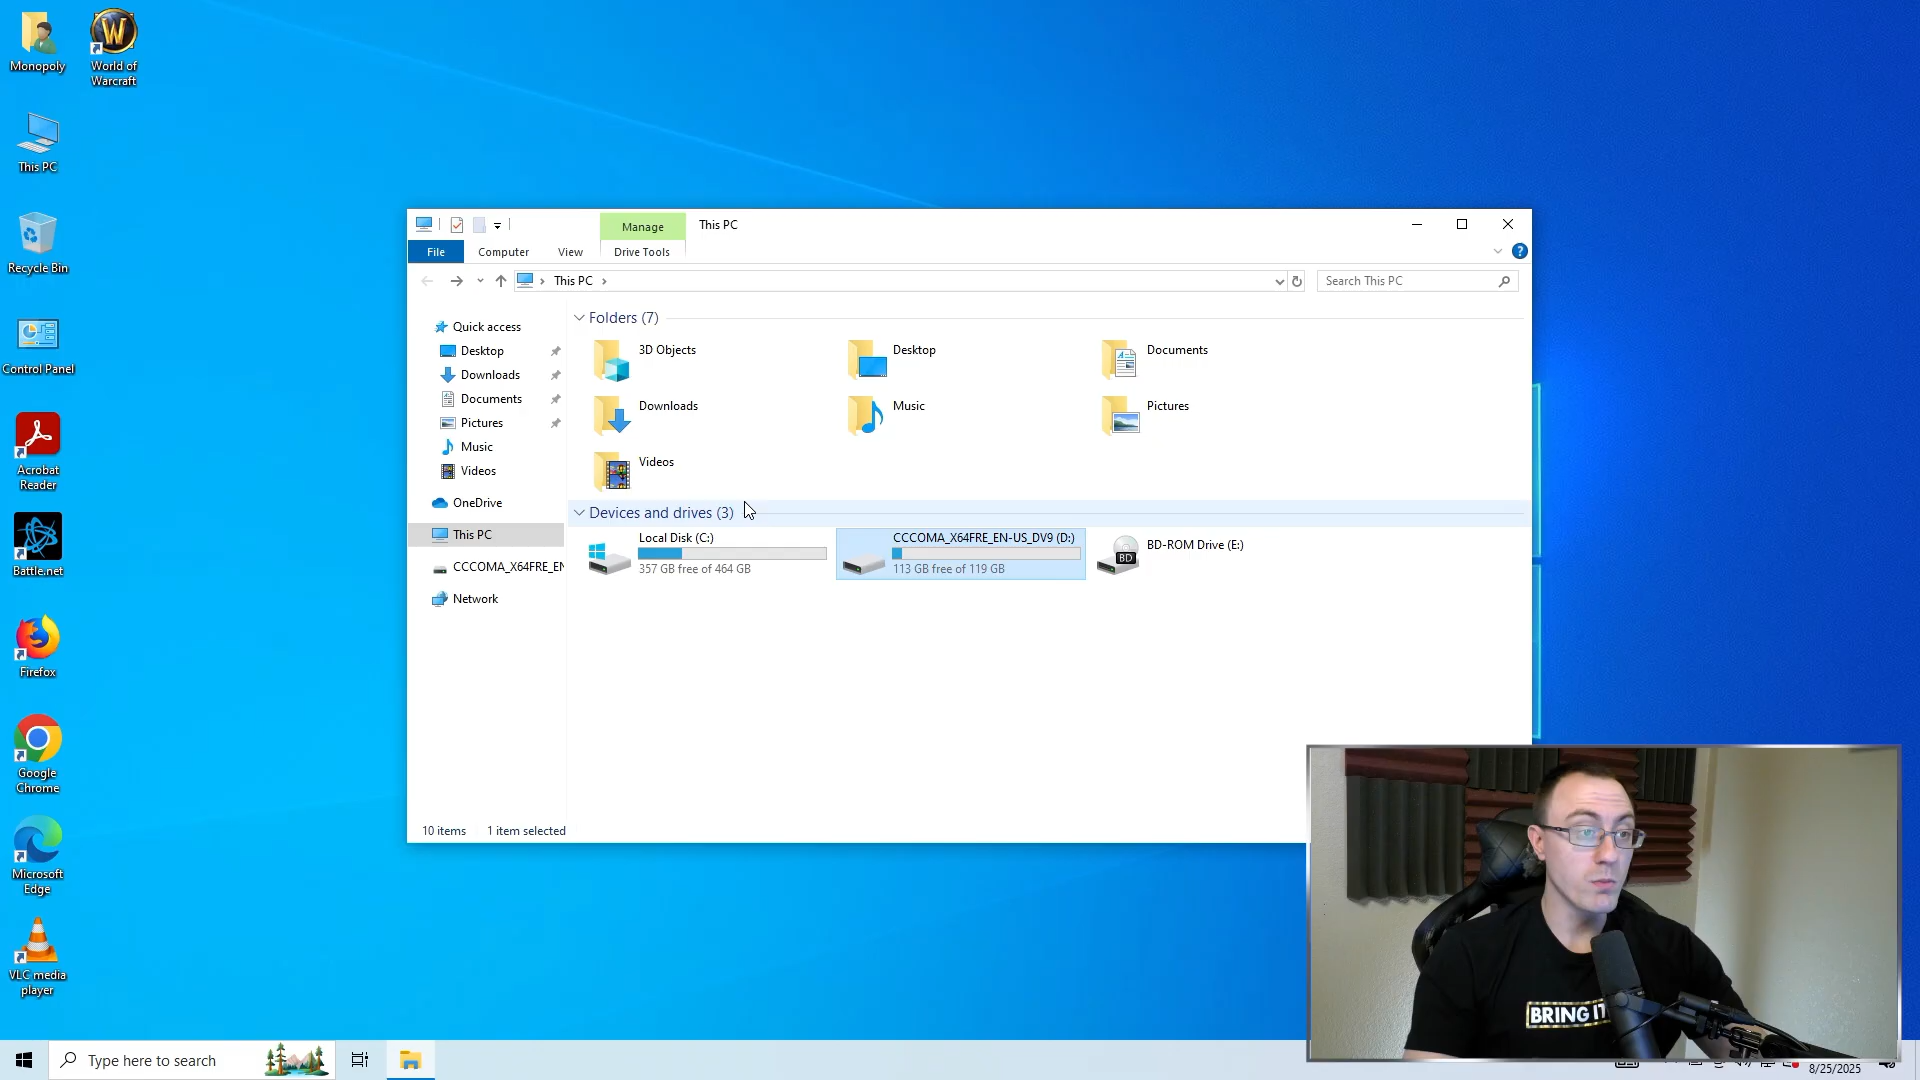 Monopoly
World of
Warcraft
This PC
Recycle Bin
Control Panel
Acrobat
Reader
Battle.net
Firefox
Google
Chrome
Microsoft
Edge
VLC media
player
Manage
This PC
File
Computer
View
Drive Tools
This PC
Search This PC
Quick access
Desktop
Downloads
Documents
Pictures
Music
Videos
OneDrive
This PC
CCCOMA_X64FRE_EN
Network
Folders (7)
3D Objects
Desktop
Documents
Downloads
Music
Pictures
Videos
Devices and drives (3)
Local Disk (C:)
357 GB free of 464 GB
CCCOMA_X64FRE_EN-US_DV9 (D:)
113 GB free of 119 GB
BD-ROM Drive (E:)
BD
10 items
1 item selected
BRING IT
Type here to search
8/25/2025